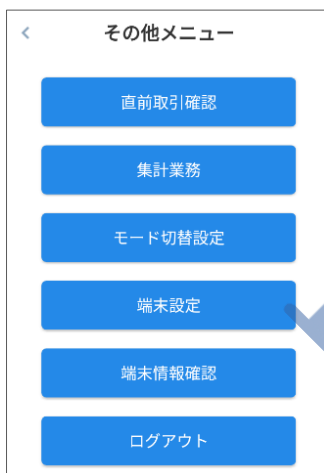 その他メニュー
直前取引確認
集計業務
モード切替設定
端末設定
端末情報確認
ログアウト